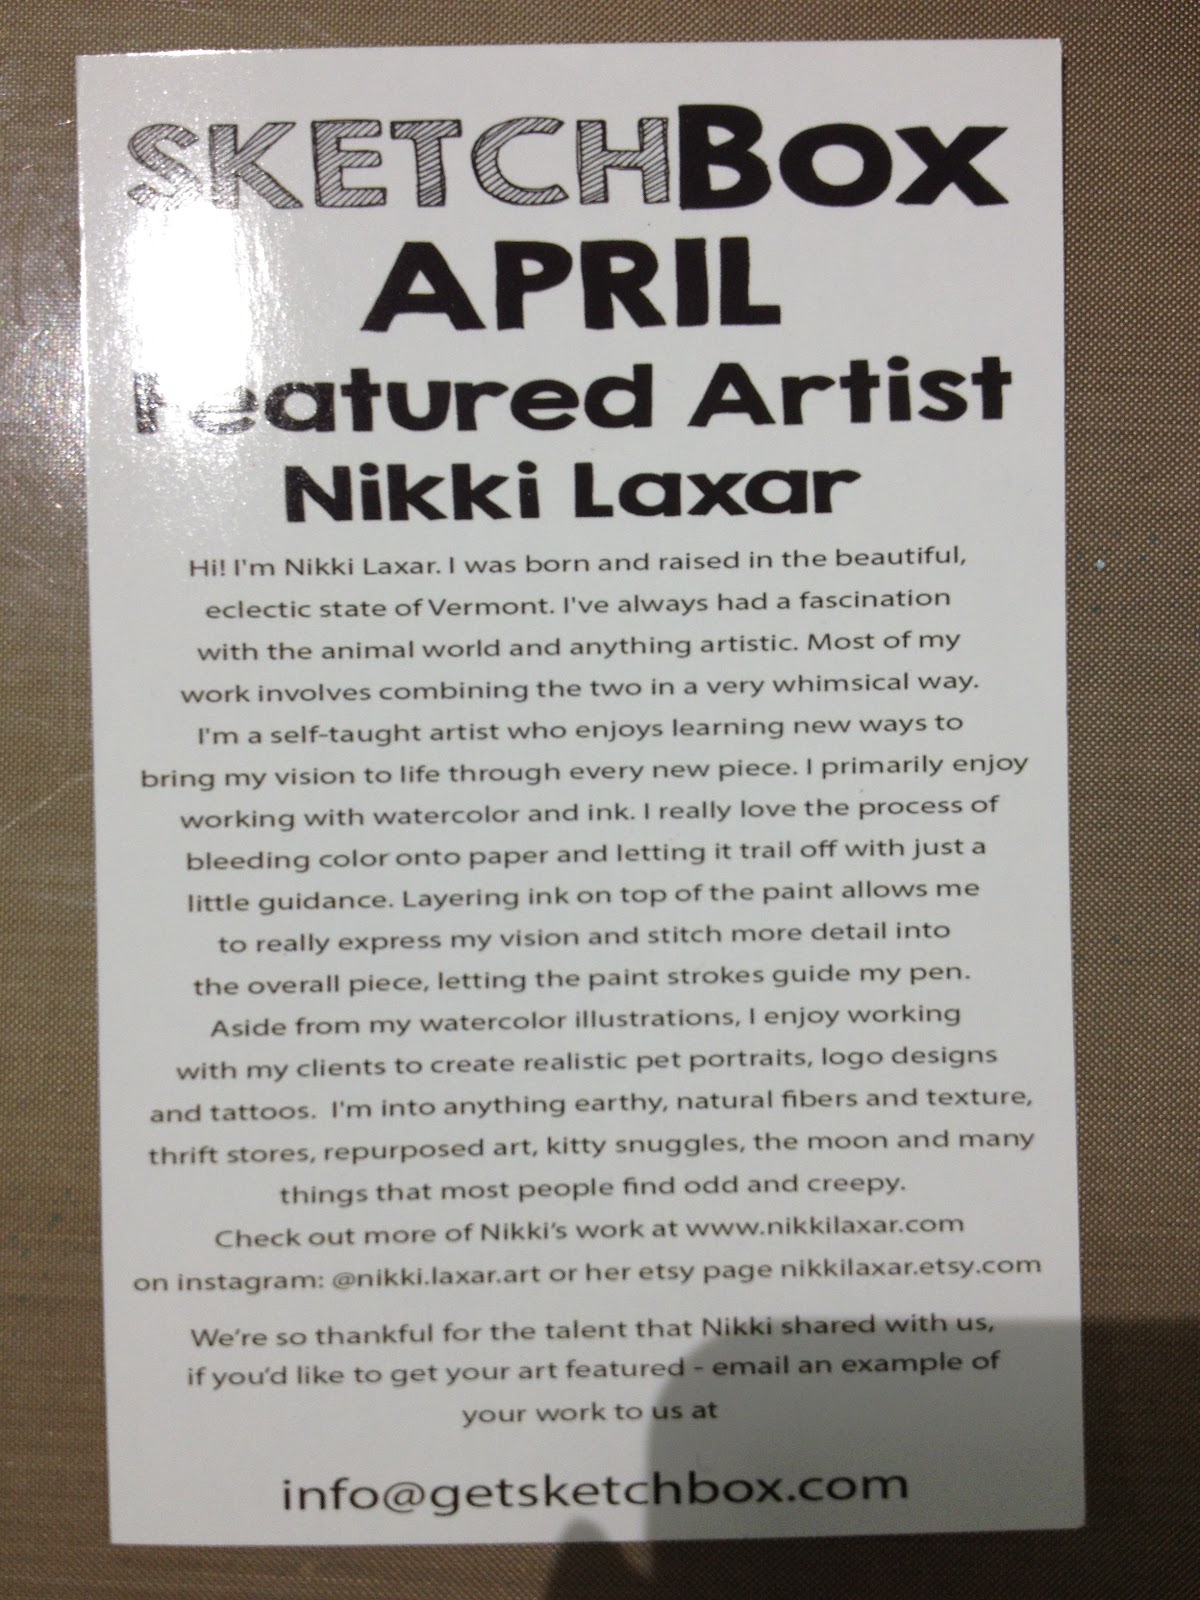 SKETCHBOX
APRIL
Featured Artist
Nikki Laxar
Hi! I'm Nikki Laxar. I was born and raised in the beautiful,
eclectic state of Vermont. I've always had a fascination
with the animal world and anything artistic. Most of my
work involves combining the two in a very whimsical way.
I'm a self-taught artist who enjoys learning new ways to
bring my vision to life through every new piece. I primarily enjoy
working with watercolor and ink. I really love the process of
bleeding color onto paper and letting it trail off with just a
little guidance. Layering ink on top of the paint allows me
to really express my vision and stitch more detail into
the overall piece, letting the paint strokes guide my pen.
Aside from my watercolor illustrations, I enjoy working
with my clients to create realistic pet portraits, logo designs
and tattoos.  I'm into anything earthy, natural fibers and texture,
thrift stores, repurposed art, kitty snuggles, the moon and many
things that most people find odd and creepy.
Check out more of Nikki’s work at www.nikkilaxar.com
on instagram: @nikki.laxar.art or her etsy page nikkilaxar.etsy.com
We’re so thankful for the talent that Nikki shared with us,
if you’d like to get your art featured - email an example of
your work to us at
info@getsketchbox.com